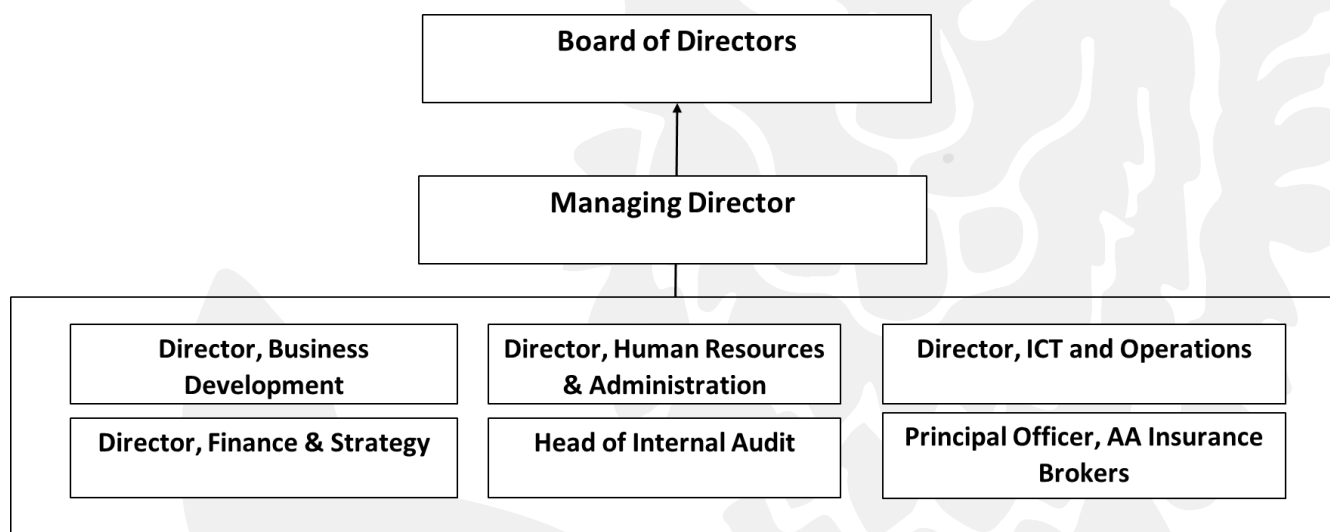 Board of Directors
Managing Director
Director, Business
Development
Director, Human Resources
& Administration
Director, ICT and Operations
Director, Finance & Strategy
Head of Internal Audit
Principal Officer, AA Insurance
Brokers